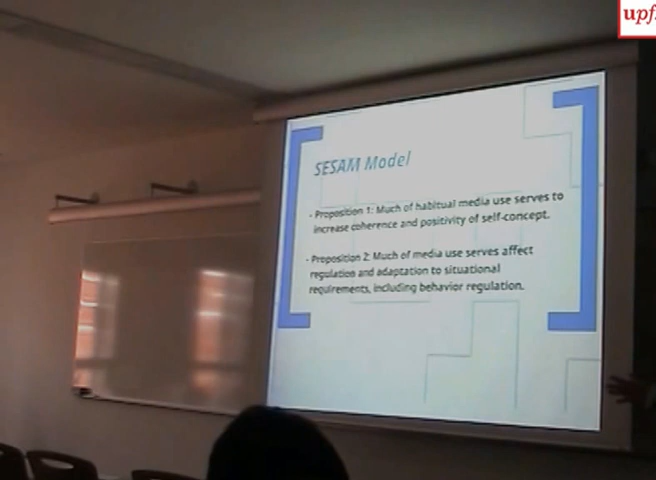 upf.
SESAM Model
- Proposition 1: Much of habitual media use serves to
increase coherence and positivity of self-concept.
- Proposition 2: Much of media use serves affect
regulation and adaptation to situational
requirements, including behavior regulation.